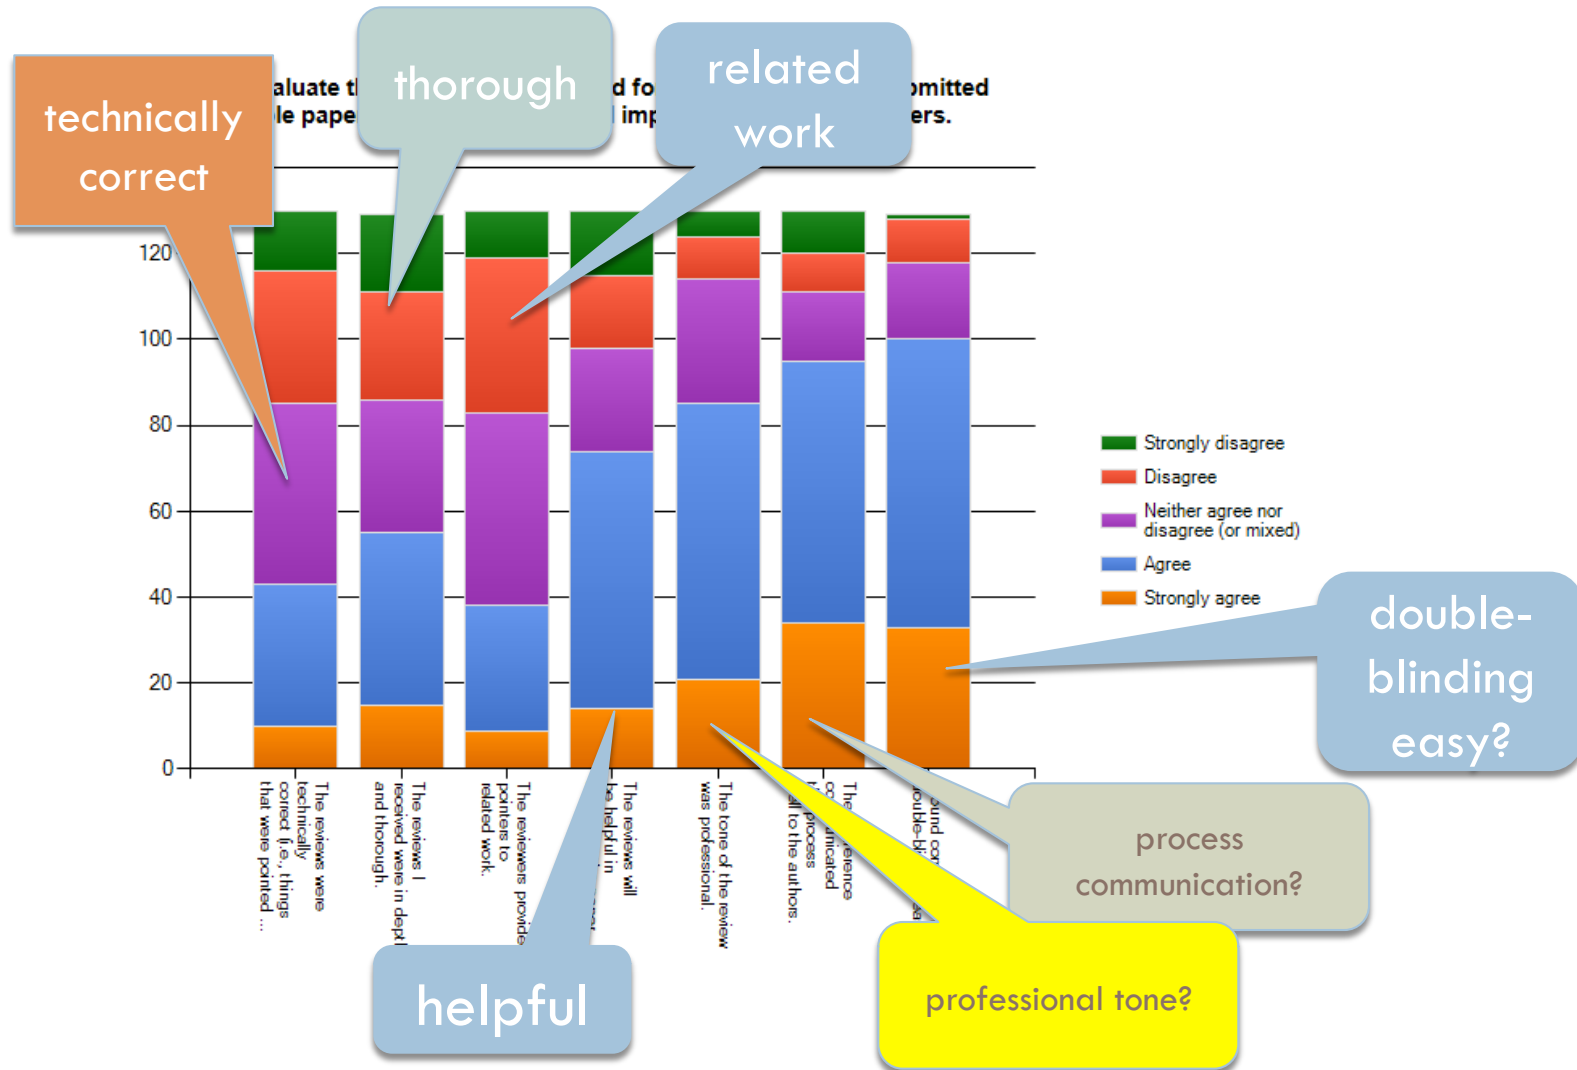 technically
correct
thorough
related
work
aluate th
d fo
omitted
le pape
l imp
ers.
120
100
80
60
40
20
0
Strongly disagree
Disagree
Neither agree nor
disagree (or mixed)
Agree
Strongly agree
double-
blinding
easy?
The reviews were
technically
correct (i.e., things
that were pointed ...
The reviews I
received were in depth
and thorough.
The reviewers provide
pointers to
related work.
The reviews will
be helpful in
The tone of the review
was professional.
process
to the authors.
process
communication?
professional tone?
helpful